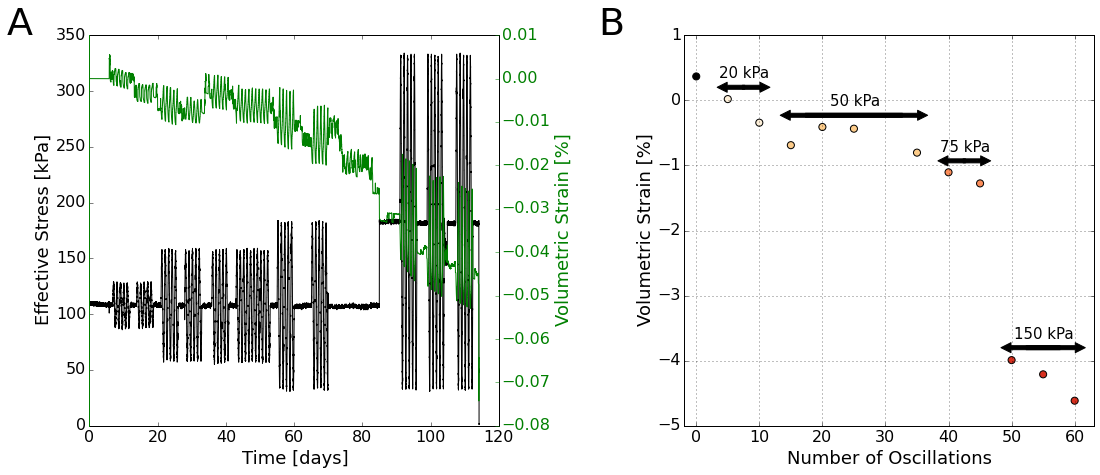 A
B
350
300
250
200
150
100
50
0
Effective Stress [kPa]
0 20 40 60 80 100 120
Time [days]
0.01
0.00
−0.01
−0.02
−0.03
−0.04
−0.05
−0.06
−0.07
−0.08
Volumetric Strain [%]
1
0
−1
−2
−3
−4
−5
Volumetric Strain [%]
20 kPa
50 kPa
75 kPa
150 kPa
0 10 20 30 40 50 60
Number of Oscillations